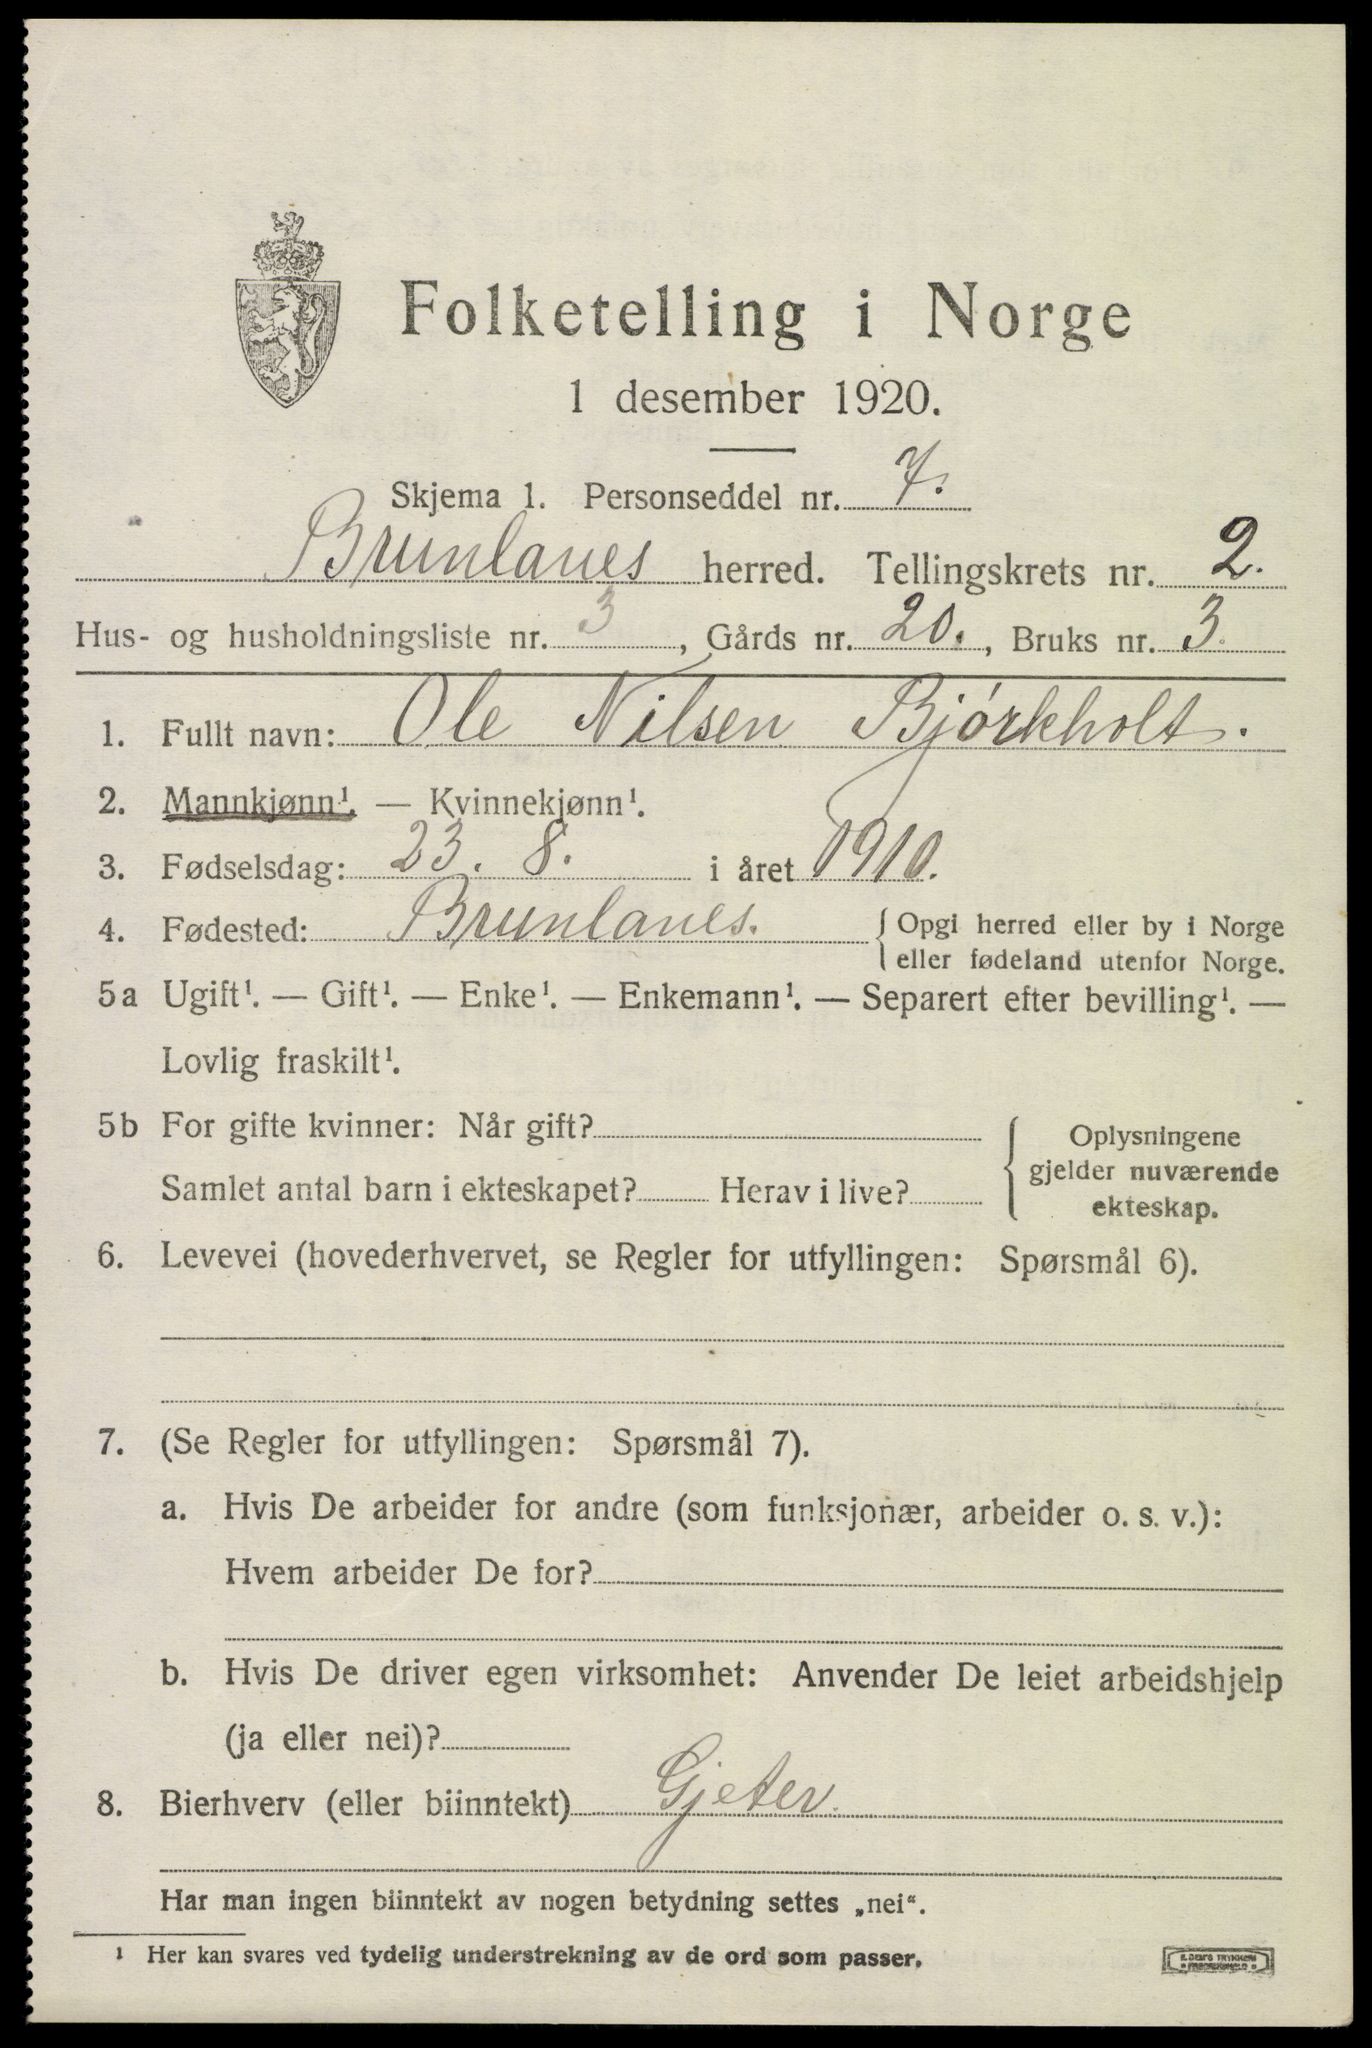 Folketelling i Norge
1 desember 1920.
Skjema 1. Personseddel nr. 7.
Brunlanes herred. Tellingskrets nr. 2.
Hus- og husholdningsliste nr. 3, Gårds nr. 20., Bruks nr. 3.
1. Fullt navn: Ole Nilsen Bjørkholt.
2. Mannkjønn¹. — Kvinnekjønn¹.
3. Fødselsdag: 23. 8. i året 1910.
4. Fødested: Brunlanes. { Opgi herred eller by i Norge
eller fødeland utenfor Norge.
5a Ugift¹. — Gift¹. — Enke¹. — Enkemann¹. — Separert efter bevilling¹. —
Lovlig fraskilt¹.
5b For gifte kvinner: Når gift?
Samlet antal barn i ekteskapet? Herav i live?
{ Oplysningene
gjelder nuværende
ekteskap.
6. Levevei (hovederhvervet, se Regler for utfyllingen: Spørsmål 6).
7. (Se Regler for utfyllingen: Spørsmål 7).
a. Hvis De arbeider for andre (som funksjonær, arbeider o. s. v.):
Hvem arbeider De for?
b. Hvis De driver egen virksomhet: Anvender De leiet arbeidshjelp
(ja eller nei)?
8. Bierhverv (eller biinntekt) Gjeter.
Har man ingen biinntekt av nogen betydning settes „nei“.
¹ Her kan svares ved tydelig understrekning av de ord som passer.